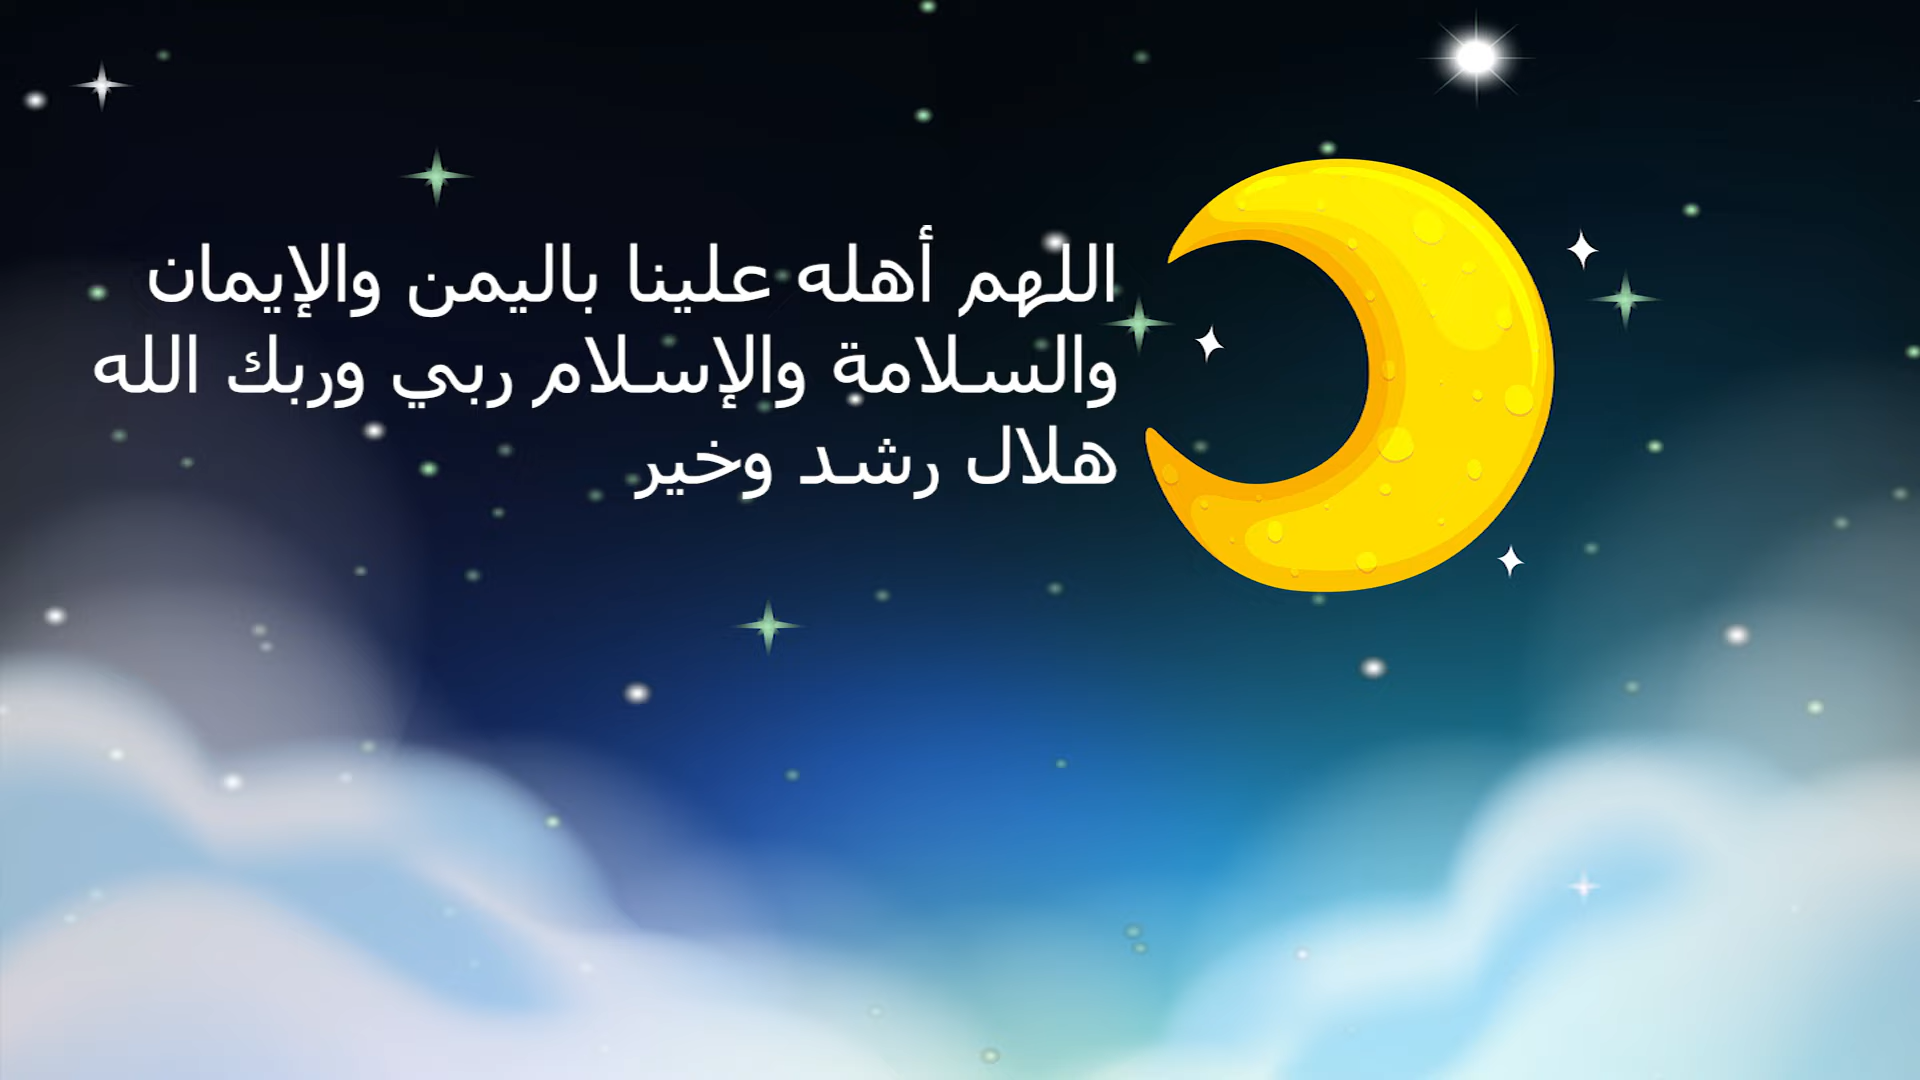 اللهم أهله علينا باليمن والإيمان
والسلامة والإسلام ربي وربك الله
هلال رشد وخير